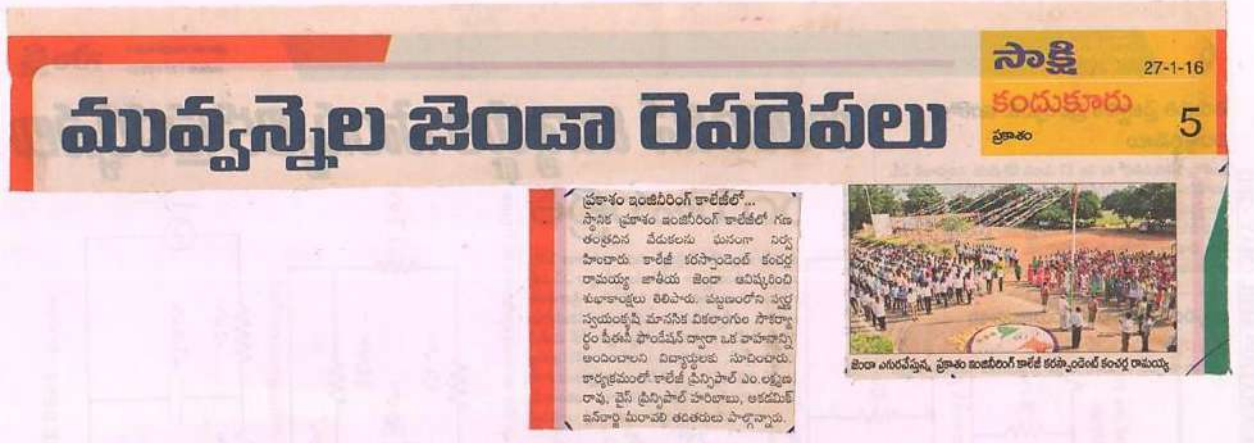 సాక్షి
27-1-16
కందుకూరు
ప్రకాశం
5
మువ్వన్నెల జెండా రెపరెపలు
ప్రకాశం ఇంజినీరింగ్ కాలేజీలో...
స్థానిక ప్రకాశం ఇంజినీరింగ్ కాలేజీలో గణ
తంత్రదిన వేడుకలను ఘనంగా నిర్వ
హించారు. కాలేజీ కరస్పాండెంట్ కంచర్ల
రామయ్య జాతీయ జెండా ఆవిష్కరించి
శుభాకాంక్షలు తెలిపారు. పట్టణంలోని స్వర్ణ
స్వయంకృషి మానసిక వికలాంగుల సౌకర్యా
ర్థం పీఈసీ ఫౌండేషన్ ద్వారా ఒక వాహనాన్ని
అందించాలని విద్యార్థులకు సూచించారు.
కార్యక్రమంలో కాలేజీ ప్రిన్సిపాల్ ఎం.లక్ష్మణ
రావు, వైస్ ప్రిన్సిపాల్ హరిబాబు, అకడమిక్
ఇన్‌చార్జి మీరావలి తదితరులు పాల్గొన్నారు.
జెండా ఎగురవేస్తున్న ప్రకాశం ఇంజినీరింగ్ కాలేజీ కరస్పాండెంట్ కంచర్ల రామయ్య